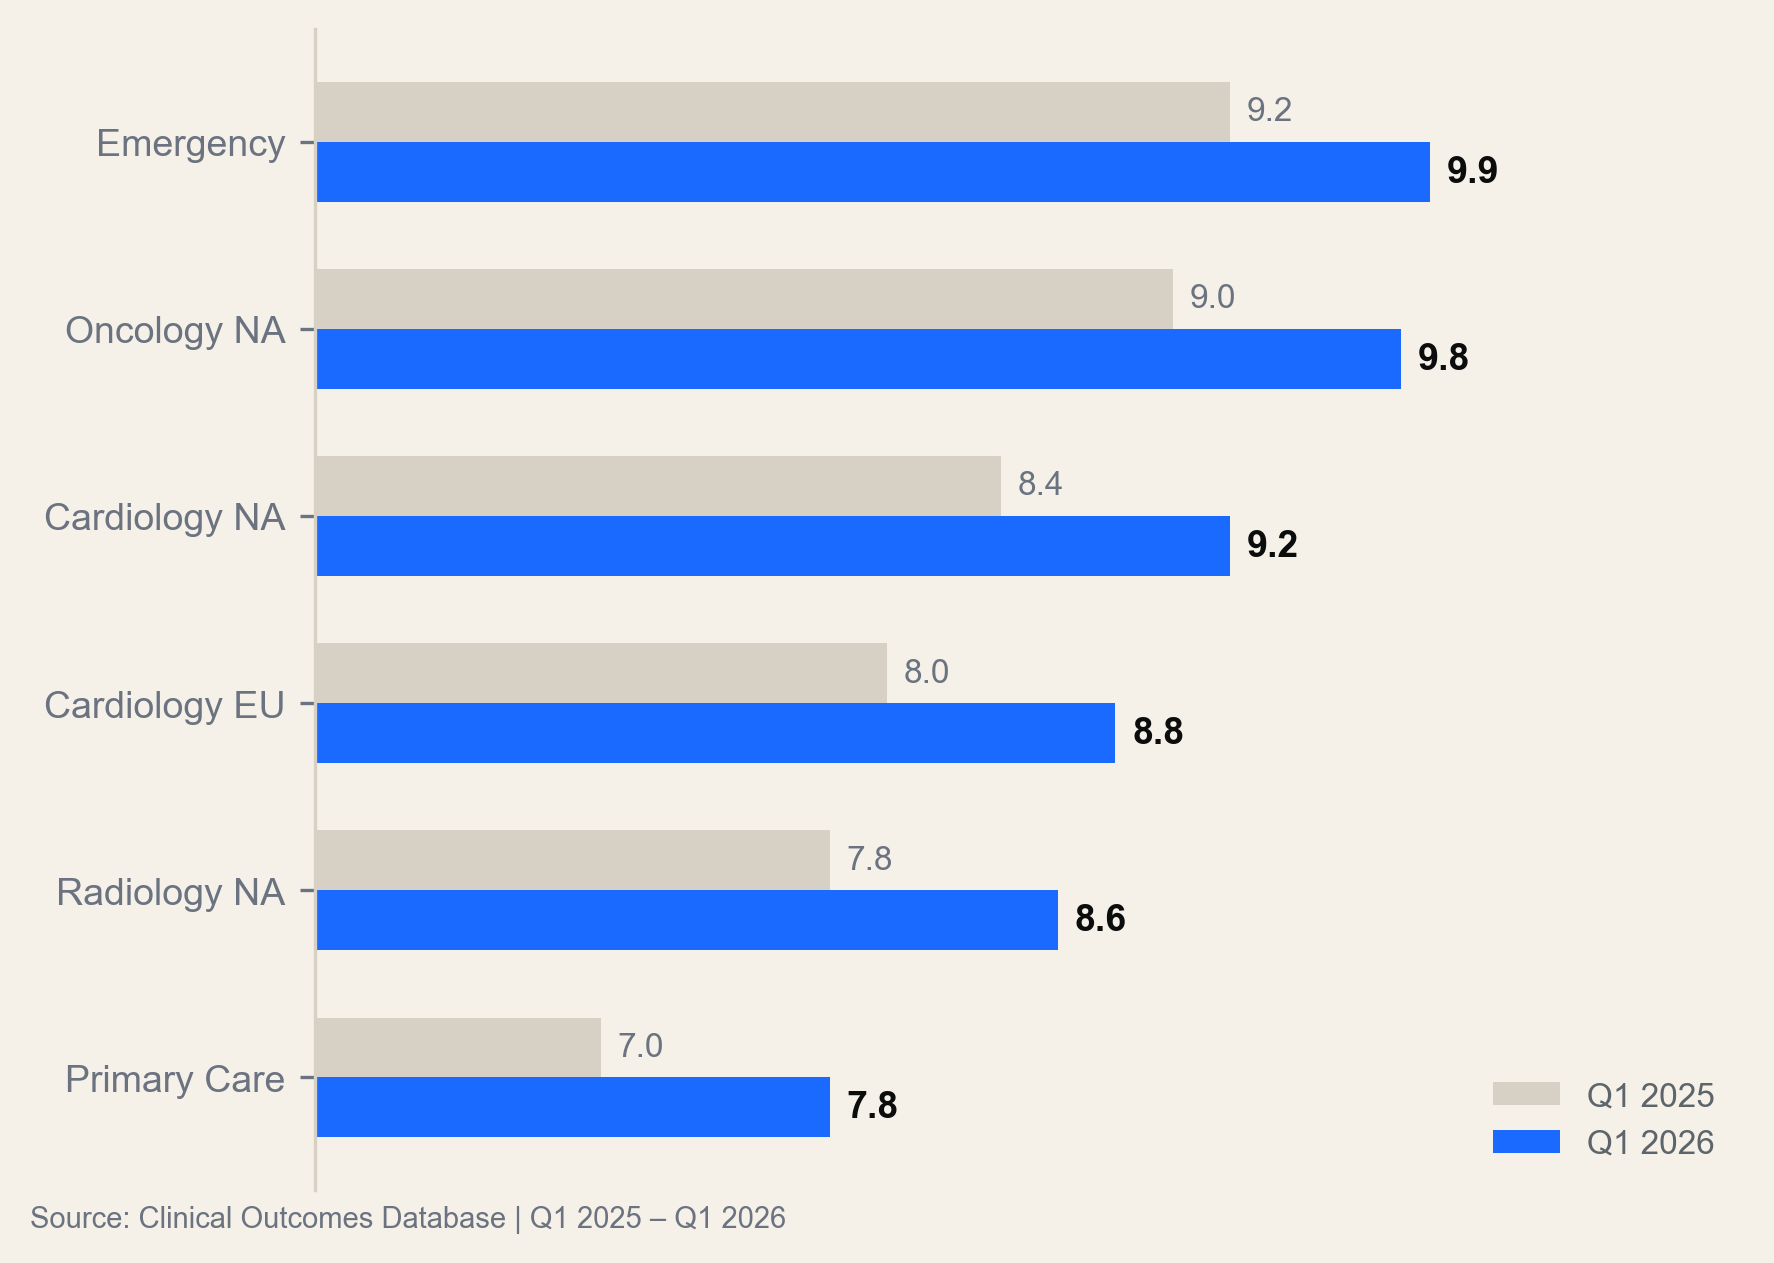 9.2
Emergency
9.9
9.0
Oncology NA
9.8
8.4
Cardiology NA
9.2
8.0
Cardiology EU
8.8
7.8
Radiology NA
8.6
7.0
Primary Care
7.8
Q1 2025
Q1 2026
Source: Clinical Outcomes Database | Q1 2025 – Q1 2026